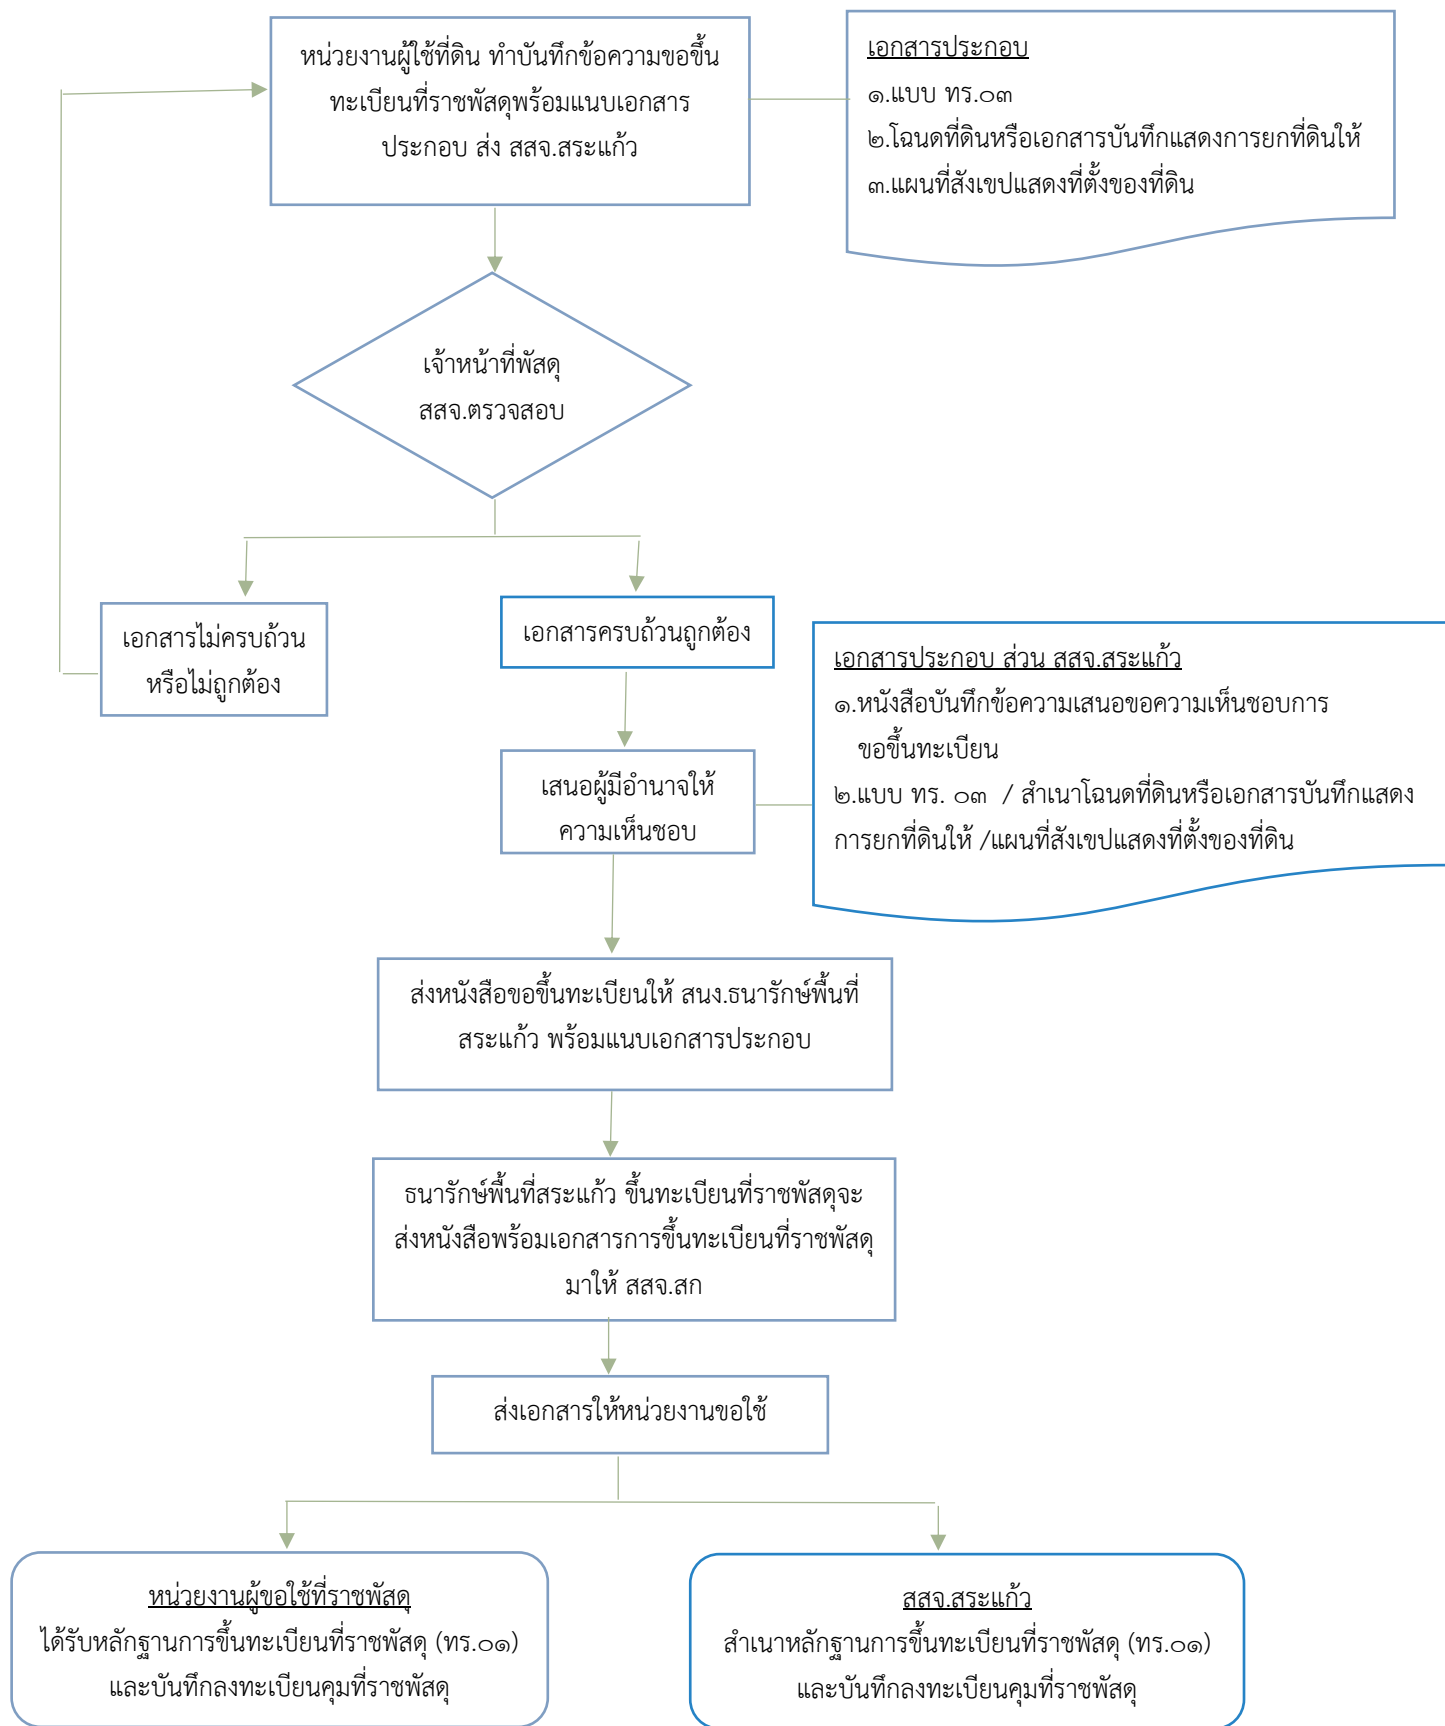 หน่วยงานผู้ใช้ที่ดิน ทำบันทึกข้อความขอขึ้น
ทะเบียนที่ราชพัสดุพร้อมแนบเอกสาร
ประกอบ ส่ง สสจ.สระแก้ว
เอกสารประกอบ
๑.แบบ ทร.๐๓
๒.โฉนดที่ดินหรือเอกสารบันทึกแสดงการยกที่ดินให้
๓.แผนที่สังเขปแสดงที่ตั้งของที่ดิน
เจ้าหน้าที่พัสดุ
สสจ.ตรวจสอบ
เอกสารไม่ครบถ้วน
หรือไม่ถูกต้อง
เอกสารครบถ้วนถูกต้อง
เสนอผู้มีอำนาจให้
ความเห็นชอบ
เอกสารประกอบ ส่วน สสจ.สระแก้ว
๑.หนังสือบันทึกข้อความเสนอขอความเห็นชอบการ
ขอขึ้นทะเบียน
๒.แบบ ทร. ๐๓ / สำเนาโฉนดที่ดินหรือเอกสารบันทึกแสดง
การยกที่ดินให้ /แผนที่สังเขปแสดงที่ตั้งของที่ดิน
ส่งหนังสือขอขึ้นทะเบียนให้ สนง.ธนารักษ์พื้นที่
สระแก้ว พร้อมแนบเอกสารประกอบ
ธนารักษ์พื้นที่สระแก้ว ขึ้นทะเบียนที่ราชพัสดุจะ
ส่งหนังสือพร้อมเอกสารการขึ้นทะเบียนที่ราชพัสดุ
มาให้ สสจ.สก
ส่งเอกสารให้หน่วยงานขอใช้
หน่วยงานผู้ขอใช้ที่ราชพัสดุ
ได้รับหลักฐานการขึ้นทะเบียนที่ราชพัสดุ (ทร.๐๑)
และบันทึกลงทะเบียนคุมที่ราชพัสดุ
สสจ.สระแก้ว
สำเนาหลักฐานการขึ้นทะเบียนที่ราชพัสดุ (ทร.๐๑)
และบันทึกลงทะเบียนคุมที่ราชพัสดุ